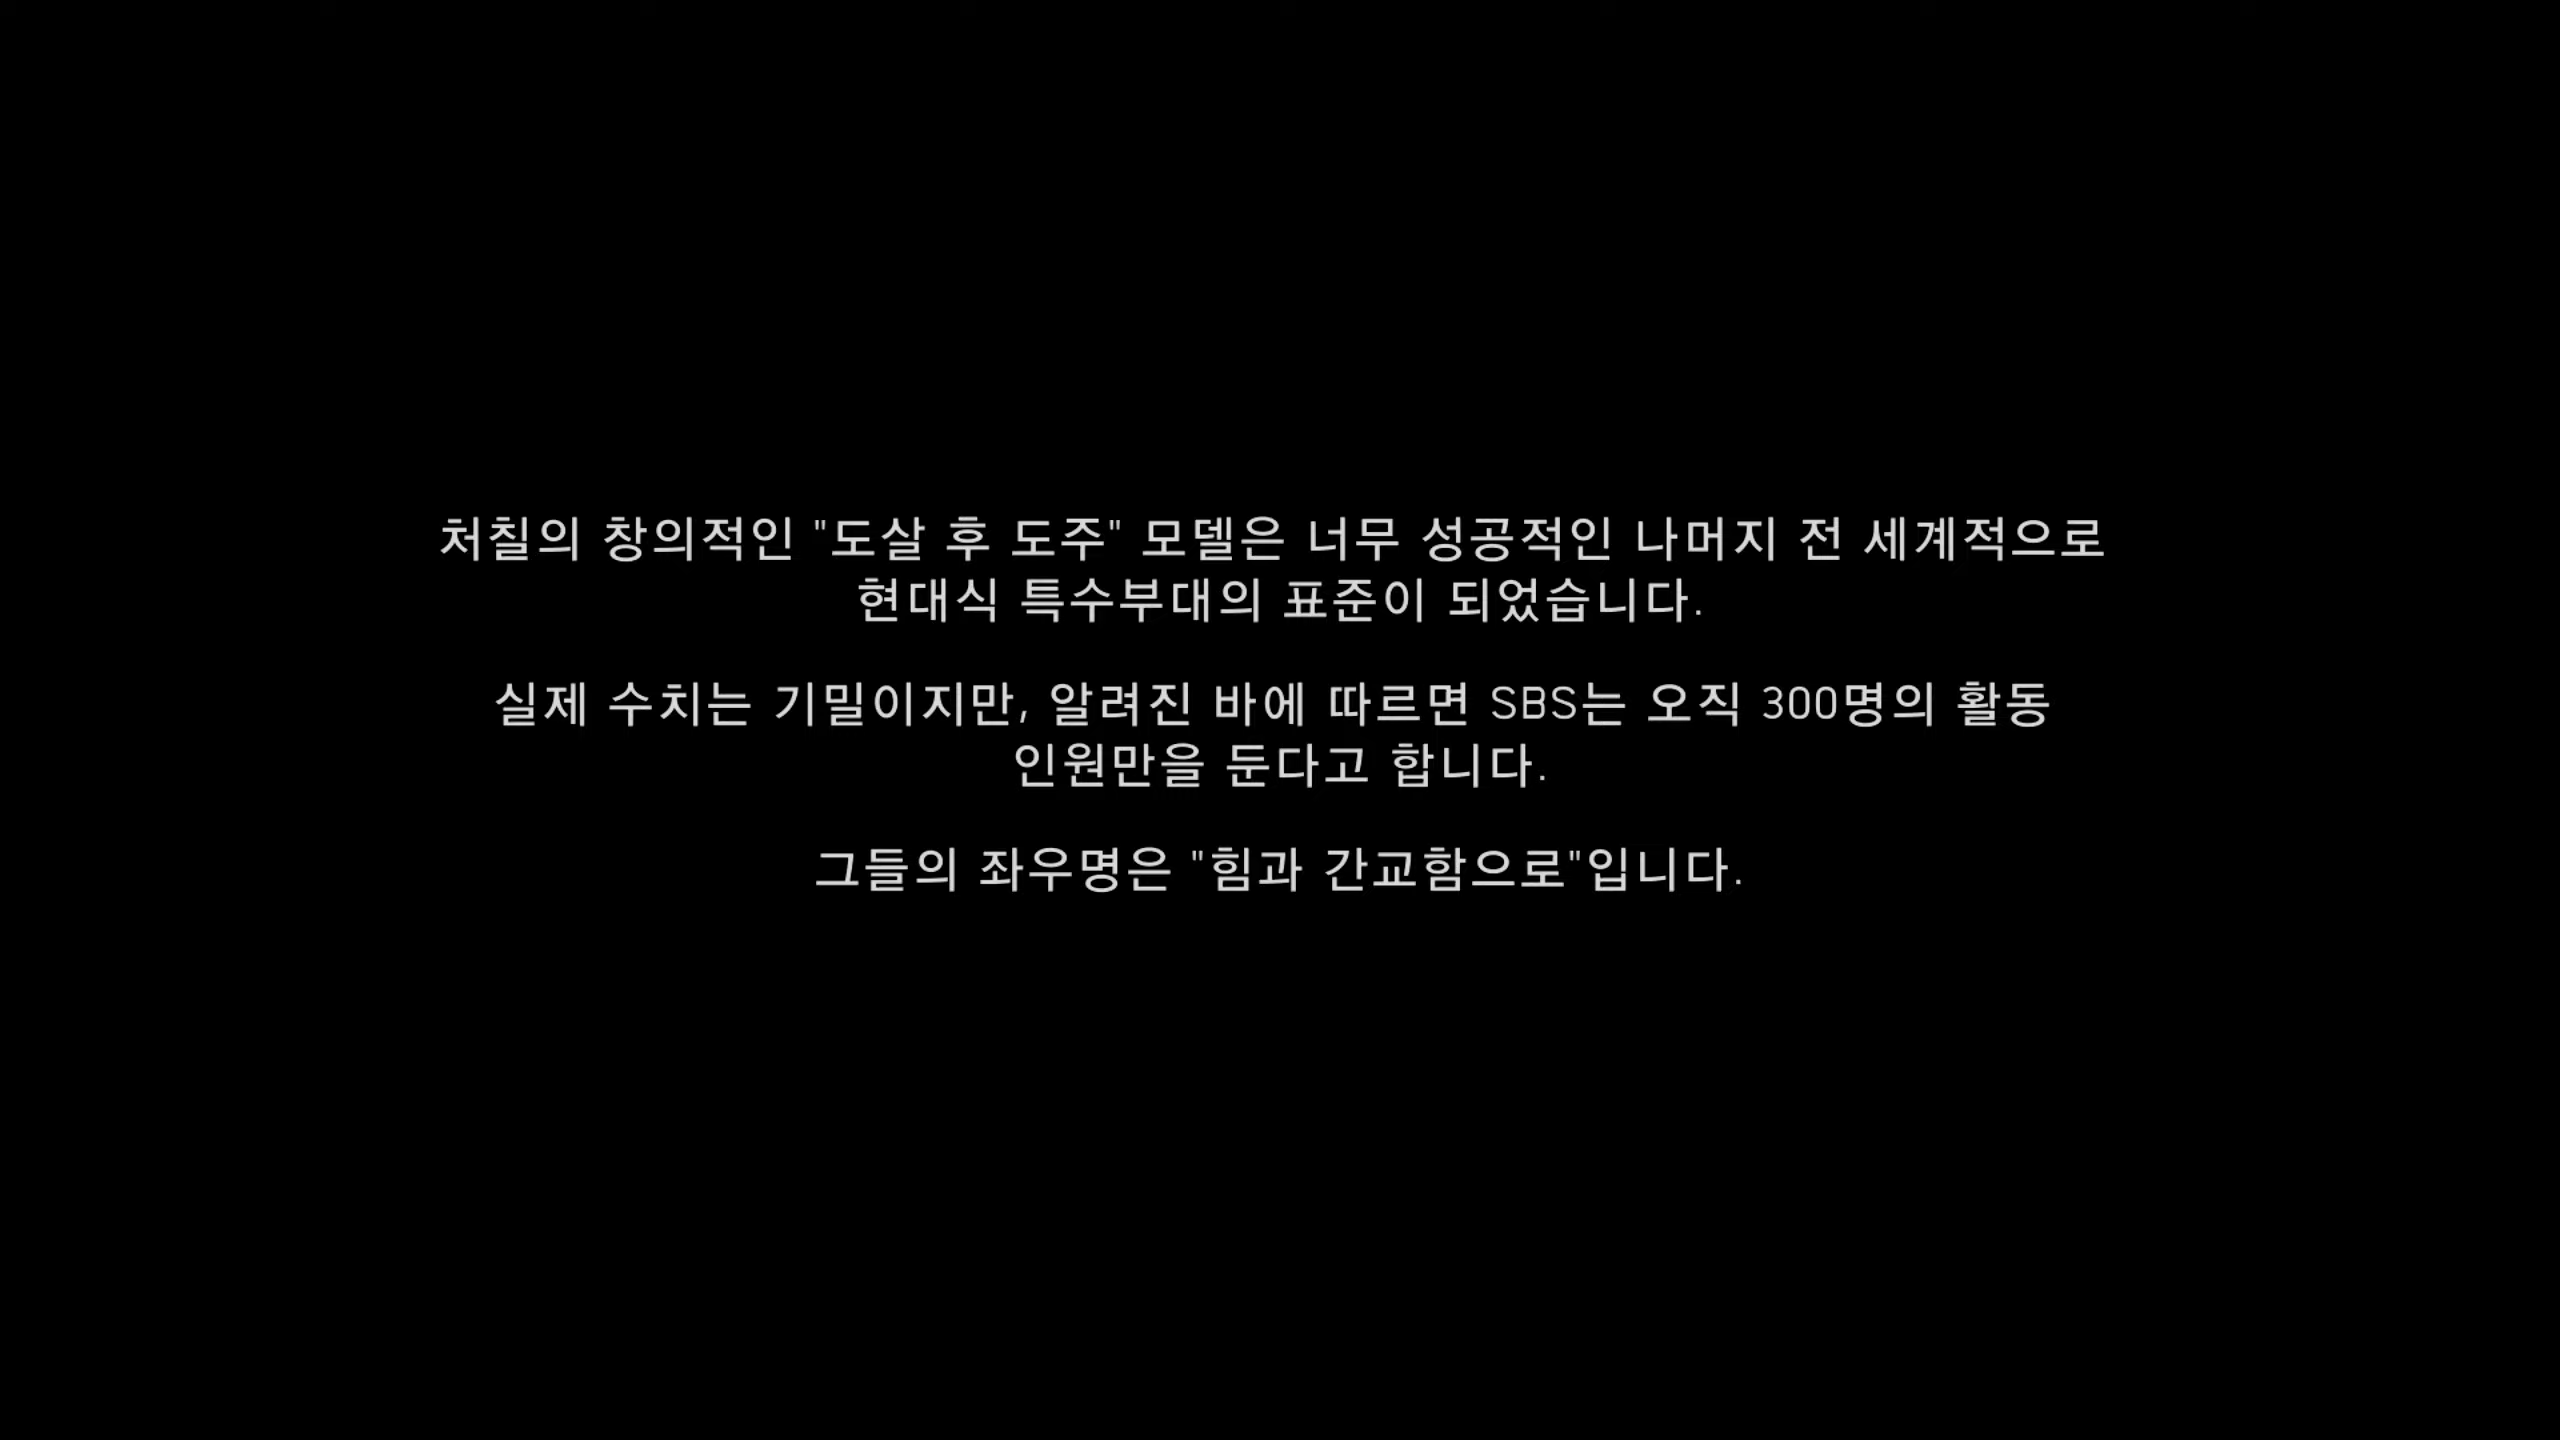 처칠의 창의적인 "도살 후 도주" 모델은 너무 성공적인 나머지 전 세계적으로
현대식 특수부대의 표준이 되었습니다.
실제 수치는 기밀이지만, 알려진 바에 따르면 SBS는 오직 300명의 활동
인원만을 둔다고 합니다.
그들의 좌우명은 "힘과 간교함으로"입니다.